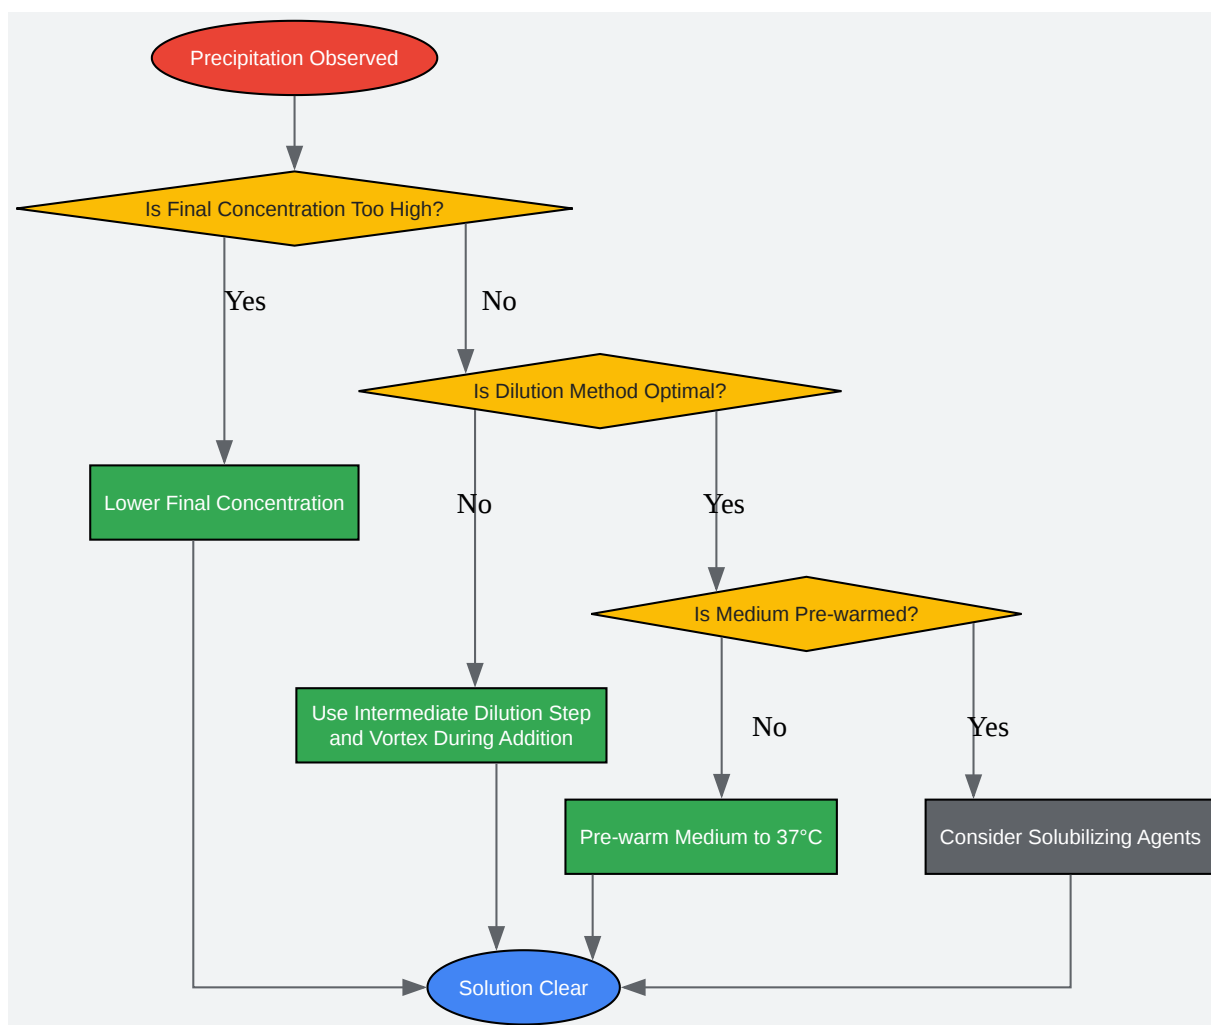 Precipitation Observed
Is Final Concentration Too High?
Yes
No
Is Dilution Method Optimal?
Lower Final Concentration
No
Yes
Is Medium Pre-warmed?
Use Intermediate Dilution Step
and Vortex During Addition
No
Yes
Pre-warm Medium to 37°C
Consider Solubilizing Agents
Solution Clear